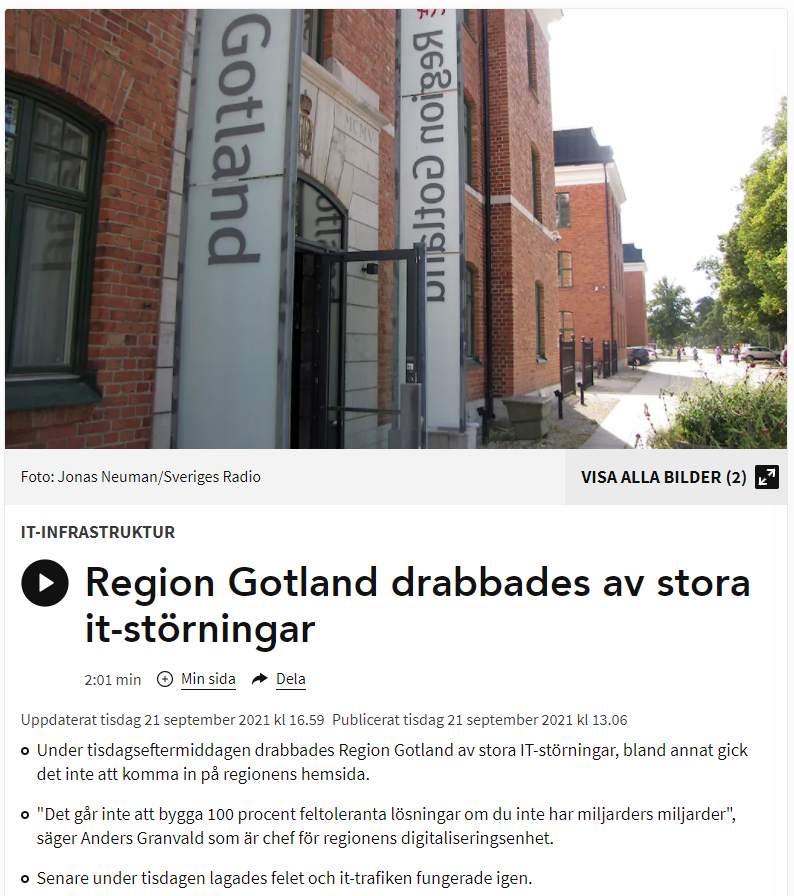 Gotland
Region Gotland
MCMX
Foto: Jonas Neuman/Sveriges Radio
VISA ALLA BILDER (2)
IT-INFRASTRUKTUR
Region Gotland drabbades av stora
it-störningar
2:01 min Min sida Dela
Uppdaterat tisdag 21 september 2021 kl 16.59 Publicerat tisdag 21 september 2021 kl 13.06
Under tisdagseftermiddagen drabbades Region Gotland av stora IT-störningar, bland annat gick
det inte att komma in på regionens hemsida.
"Det går inte att bygga 100 procent feltoleranta lösningar om du inte har miljarders miljarder",
säger Anders Granvald som är chef för regionens digitaliseringsenhet.
Senare under tisdagen lagades felet och it-trafiken fungerade igen.